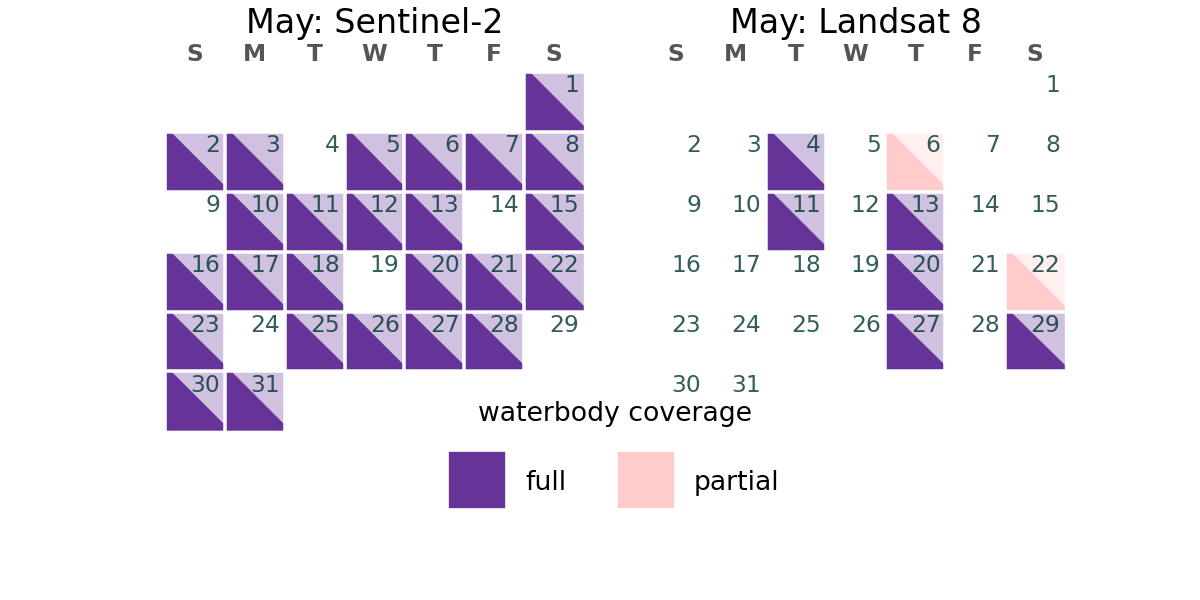 May: Sentinel-2
S M T W T F S
1
2 3 4 5 6 7 8
9 10 11 12 13 14 15
16 17 18 19 20 21 22
23 24 25 26 27 28 29
30 31
May: Landsat 8
S M T W T F S
1
2 3 4 5 6 7 8
9 10 11 12 13 14 15
16 17 18 19 20 21 22
23 24 25 26 27 28 29
30 31
waterbody coverage
full partial